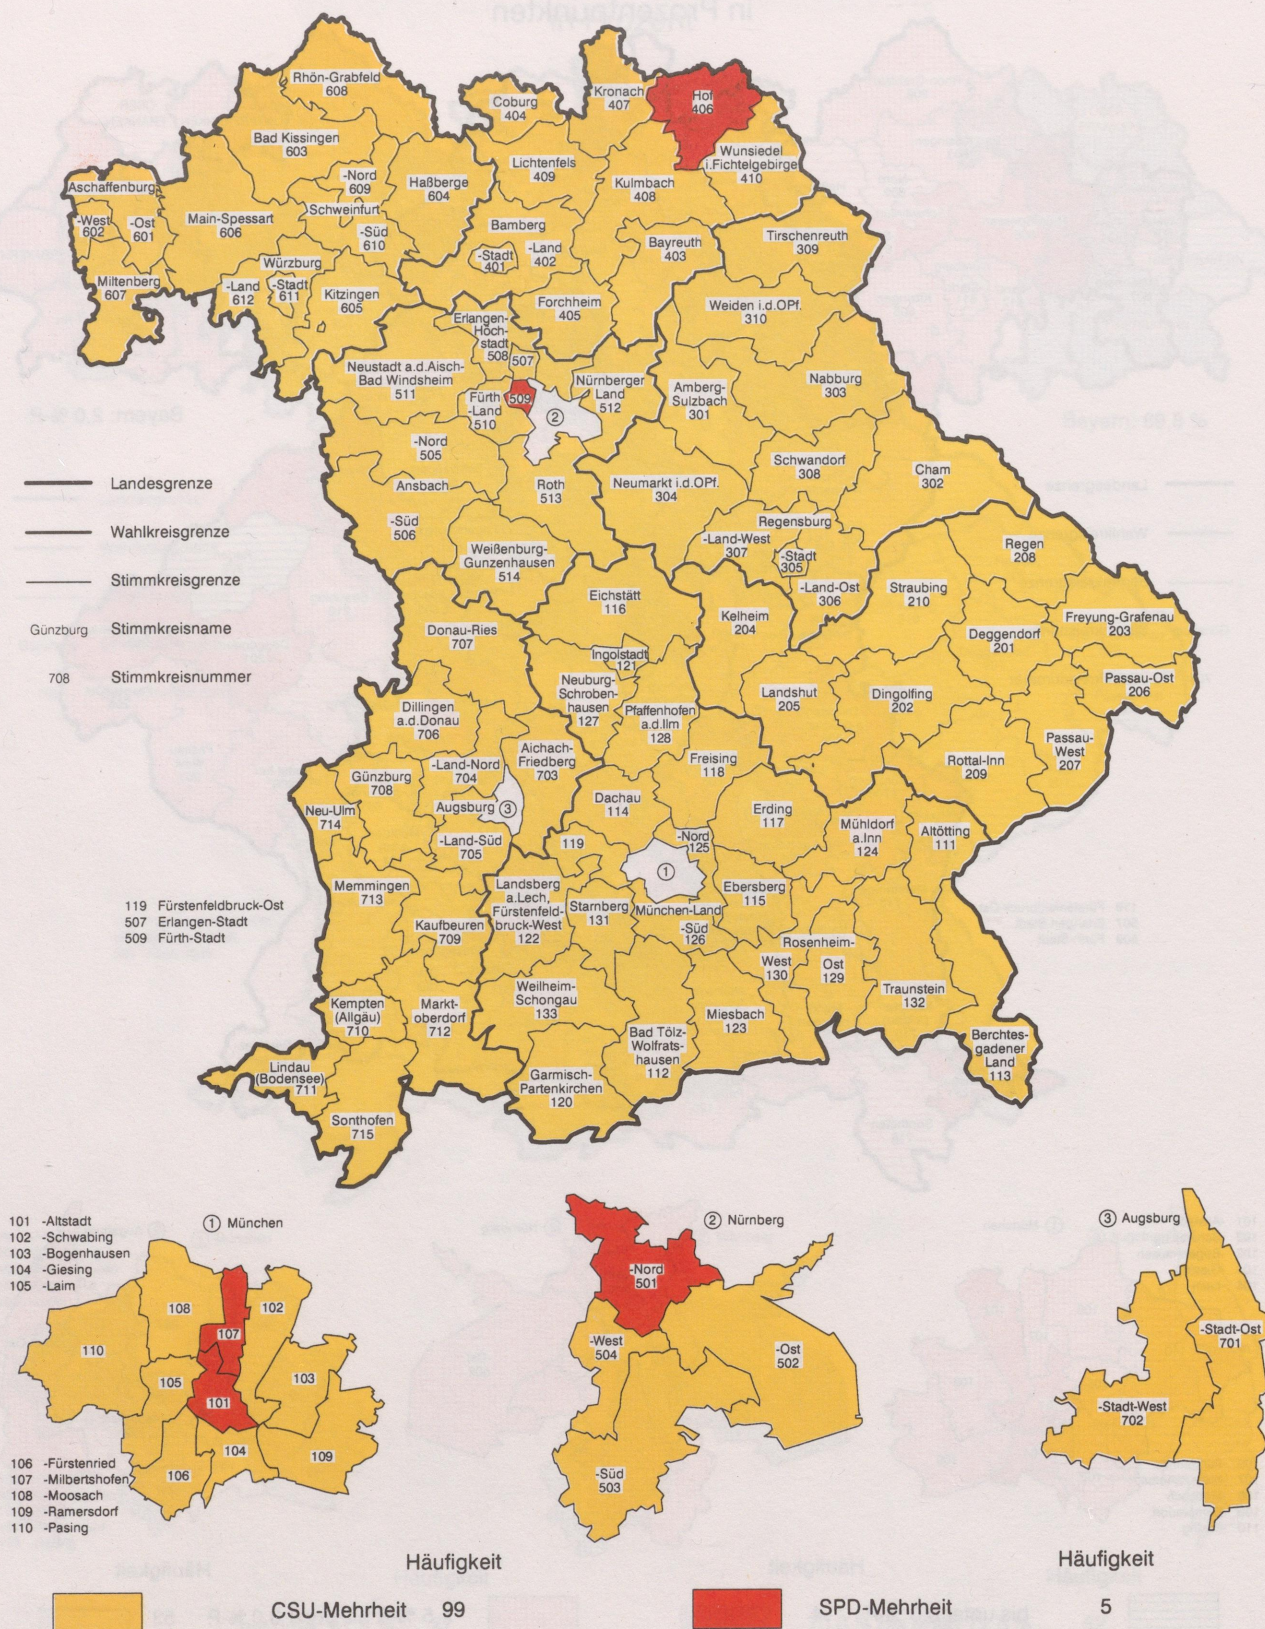 Rhön-Grabfeld
608
Coburg
404
Kronach
407
Hof
406
Bad Kissingen
603
-Nord
609
Haßberge
604
Lichtenfels
409
Kulmbach
408
Wunsiedel
i.Fichtelgebirge
410
Aschaffenburg
-West
602
-Ost
601
Main-Spessart
606
Schweinfurt
-Süd
610
Bamberg
-Stadt
401
-Land
402
Bayreuth
403
Tirschenreuth
309
Miltenberg
607
Würzburg
-Land
612
-Stadt
611
Kitzingen
605
Forchheim
405
Weiden i.d.OPf.
310
Erlangen-
Höch-
stadt
508
507
Neustadt a.d.Aisch-
Bad Windsheim
511
Fürth
-Land
510
509
②
Nürnberger
Land
512
Amberg-
Sulzbach
301
Nabburg
303
-Nord
505
Ansbach
-Süd
506
Roth
513
Neumarkt i.d.OPf.
304
Schwandorf
308
Cham
302
Landesgrenze
Wahlkreisgrenze
Stimmkreisgrenze
Günzburg Stimmkreisname
708 Stimmkreisnummer
Weißenburg-
Gunzenhausen
514
Regensburg
-Land-West
307
-Stadt
305
-Land-Ost
306
Regen
208
Straubing
210
Eichstätt
116
Kelheim
204
Deggendorf
201
Freyung-Grafenau
203
Donau-Ries
707
Ingolstadt
121
Neuburg-
Schroben-
hausen
127
Pfaffenhofen
a.d.Ilm
128
Landshut
205
Dingolfing
202
Passau-Ost
206
Dillingen
a.d.Donau
706
Aichach-
Friedberg
703
Freising
118
Rottal-Inn
209
Passau-
West
207
Günzburg
708
-Land-Nord
704
Augsburg
③
-Land-Süd
705
Neu-Ulm
714
Dachau
114
Erding
117
Mühldorf
a.Inn
124
Altötting
111
119
-Nord
125
①
Memmingen
713
Kaufbeuren
709
Landsberg
a.Lech,
Fürstenfeld-
bruck-West
122
Starnberg
131
München-Land
-Süd
126
Ebersberg
115
Rosenheim-
West
130
Ost
129
Traunstein
132
119 Fürstenfeldbruck-Ost
507 Erlangen-Stadt
509 Fürth-Stadt
Kempten
(Allgäu)
710
Markt-
oberdorf
712
Weilheim-
Schongau
133
Bad Tölz-
Wolfrats-
hausen
112
Miesbach
123
Berchtes-
gadener
Land
113
Lindau
(Bodensee)
711
Sonthofen
715
Garmisch-
Partenkirchen
120
101 -Altstadt
102 -Schwabing
103 -Bogenhausen
104 -Giesing
105 -Laim
① München
108
102
107
110
105
103
101
104
109
106
106 -Fürstenried
107 -Milbertshofen
108 -Moosach
109 -Ramersdorf
110 -Pasing
② Nürnberg
-Nord
501
-West
504
-Ost
502
-Süd
503
③ Augsburg
-Stadt-Ost
701
-Stadt-West
702
Häufigkeit
CSU-Mehrheit 99
Häufigkeit
SPD-Mehrheit 5